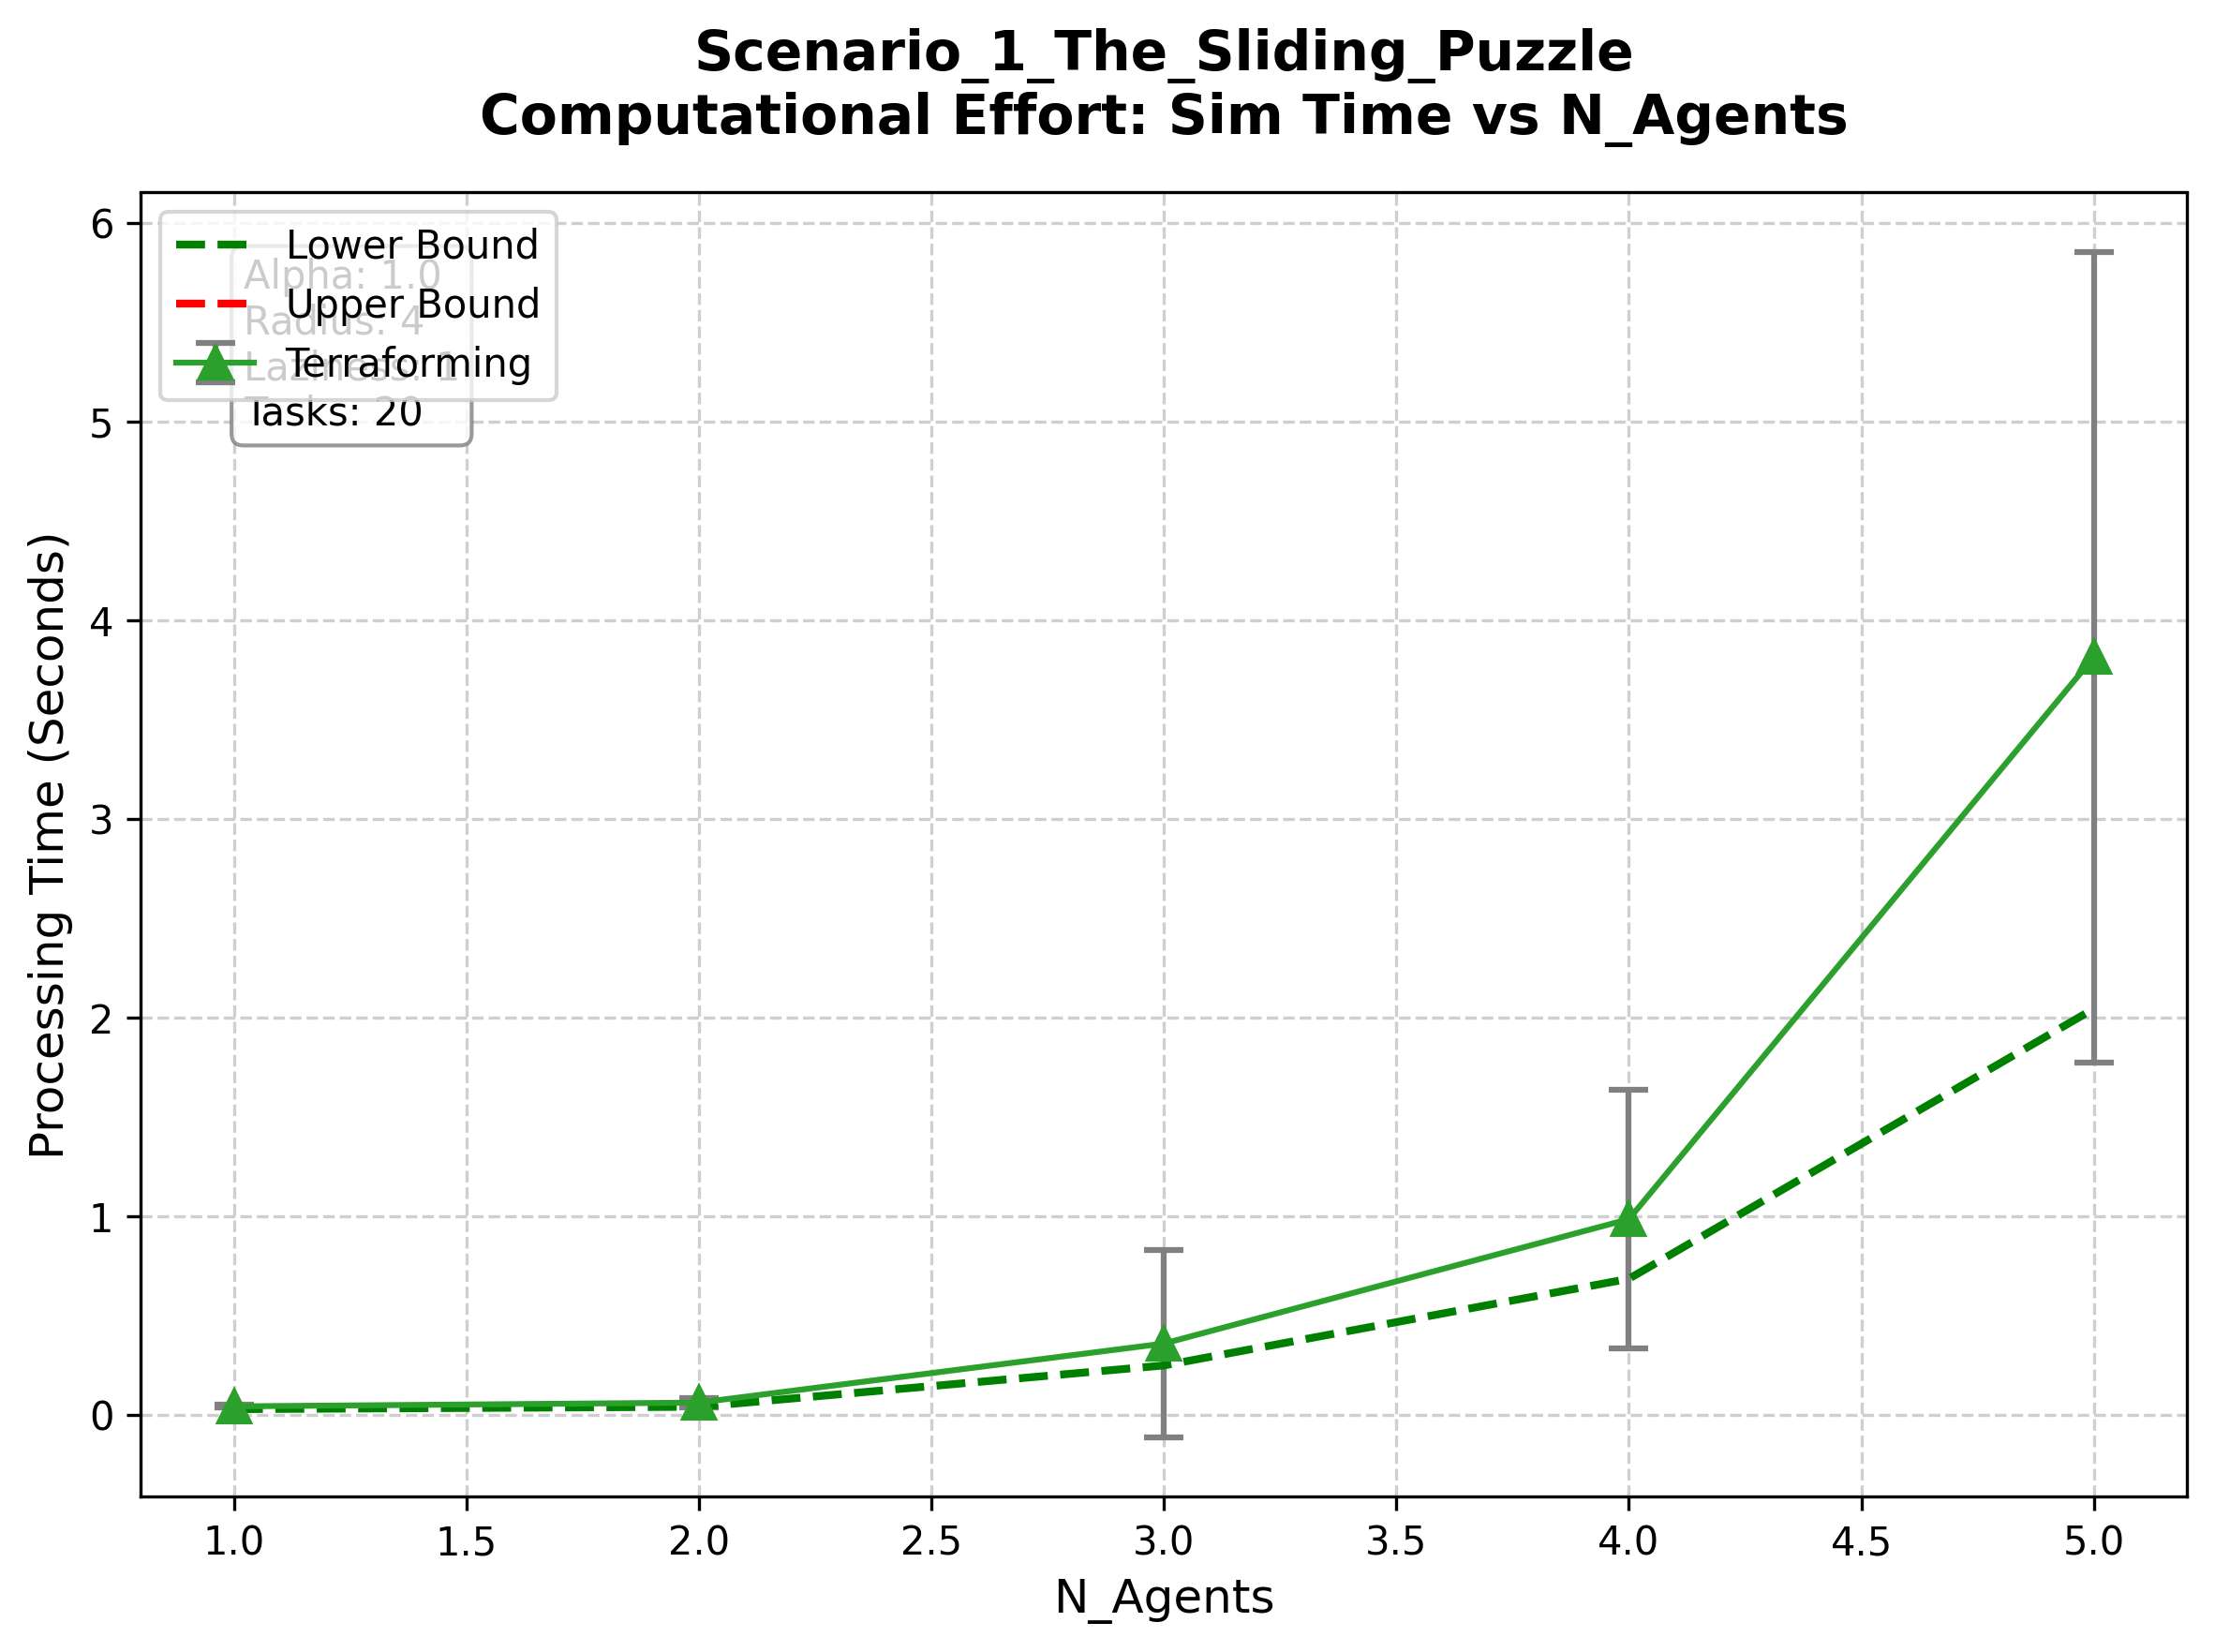 Scenario_1_The_Sliding_Puzzle
Computational Effort: Sim Time vs N_Agents
Processing Time (Seconds)
6
5
4
3
2
1
0
Lower Bound
Upper Bound
Terraforming
Alpha: 1.0
Radius: 4
Laziness: 1
Tasks: 20
1.0 1.5 2.0 2.5 3.0 3.5 4.0 4.5 5.0
N_Agents